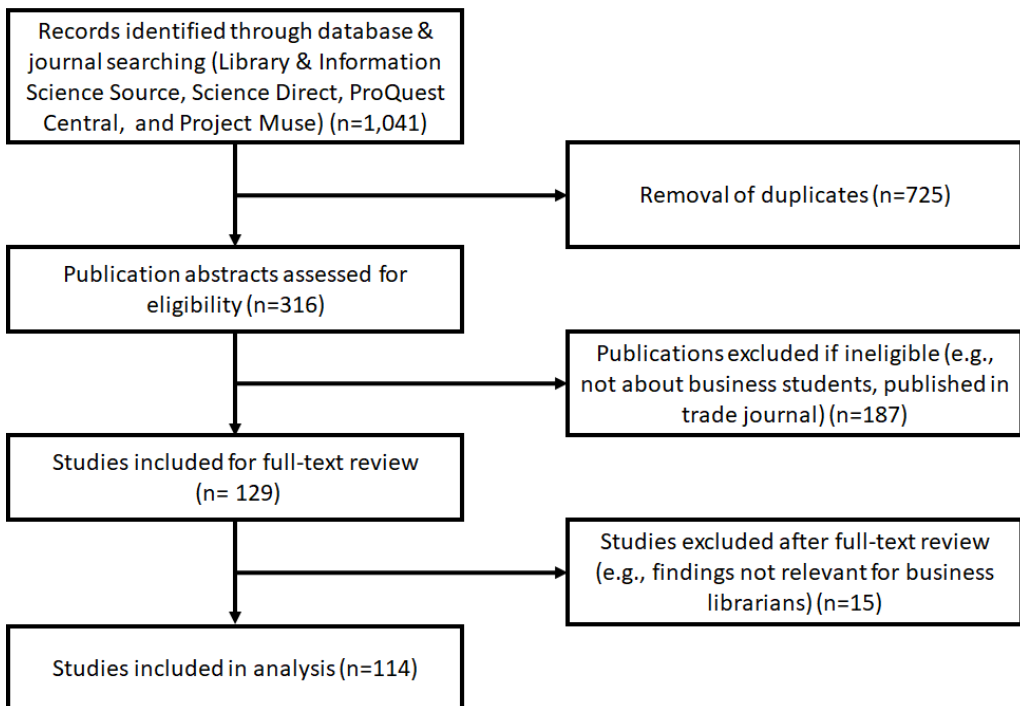 Records identified through database &
journal searching (Library & Information
Science Source, Science Direct, ProQuest
Central, and Project Muse) (n=1,041)
Removal of duplicates (n=725)
Publication abstracts assessed for
eligibility (n=316)
Publications excluded if ineligible (e.g.,
not about business students, published in
trade journal) (n=187)
Studies included for full-text review
(n= 129)
Studies excluded after full-text review
(e.g., findings not relevant for business
librarians) (n=15)
Studies included in analysis (n=114)